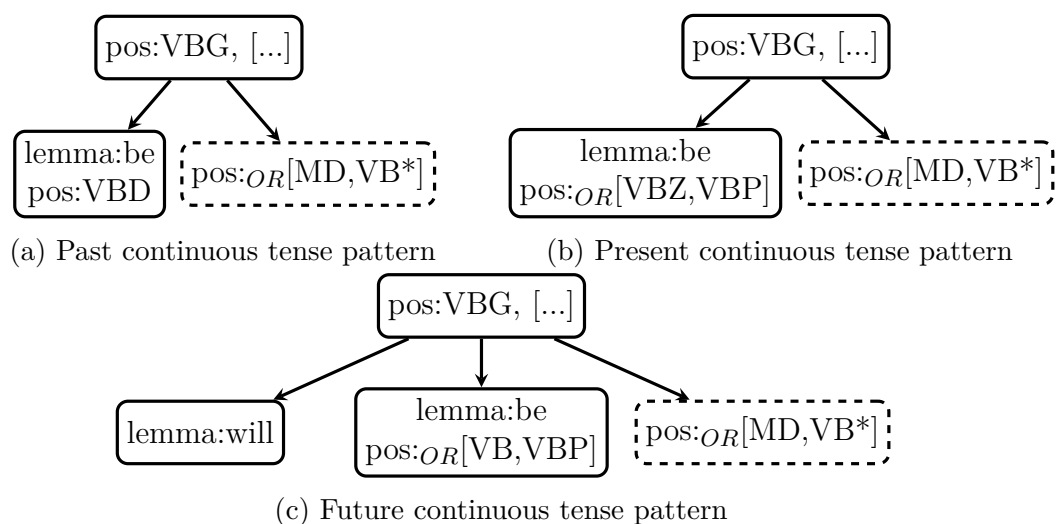 pos:VBG, [...]
lemma:be
pos:VBD
pos:OR[MD,VB*]
(a) Past continuous tense pattern
pos:VBG, [...]
lemma:be
pos:OR[VBZ,VBP]
pos:OR[MD,VB*]
(b) Present continuous tense pattern
pos:VBG, [...]
lemma:will
lemma:be
pos:OR[VB,VBP]
pos:OR[MD,VB*]
(c) Future continuous tense pattern